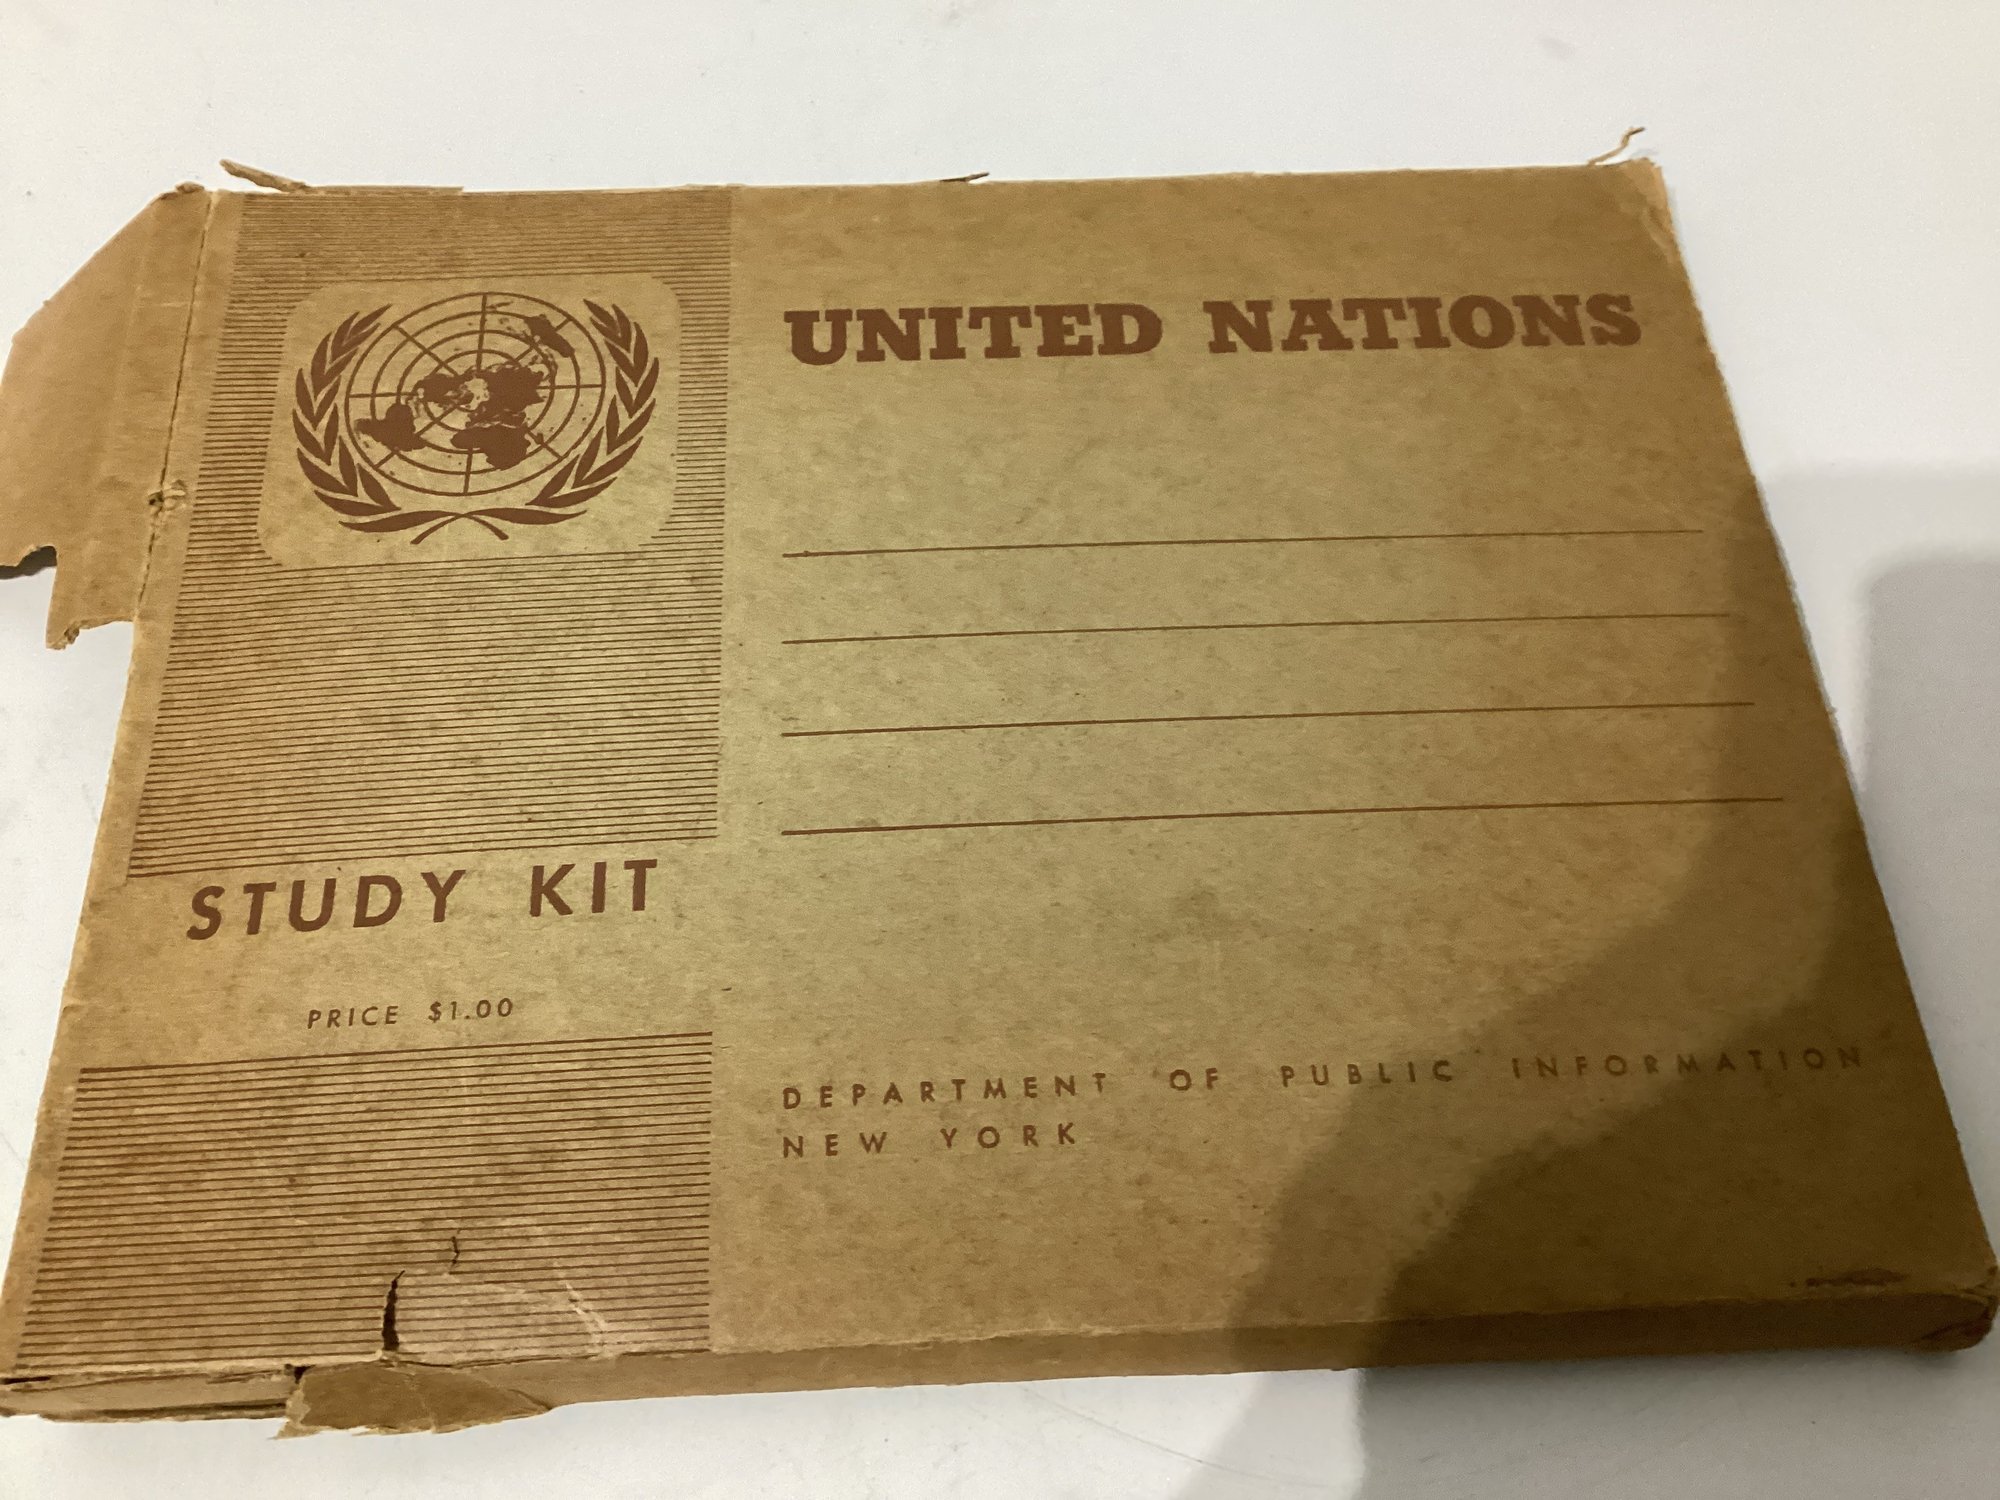 UNITED NATIONS
STUDY KIT
PRICE $1.00
DEPARTMENT OF PUBLIC INFORMATION
NEW YORK